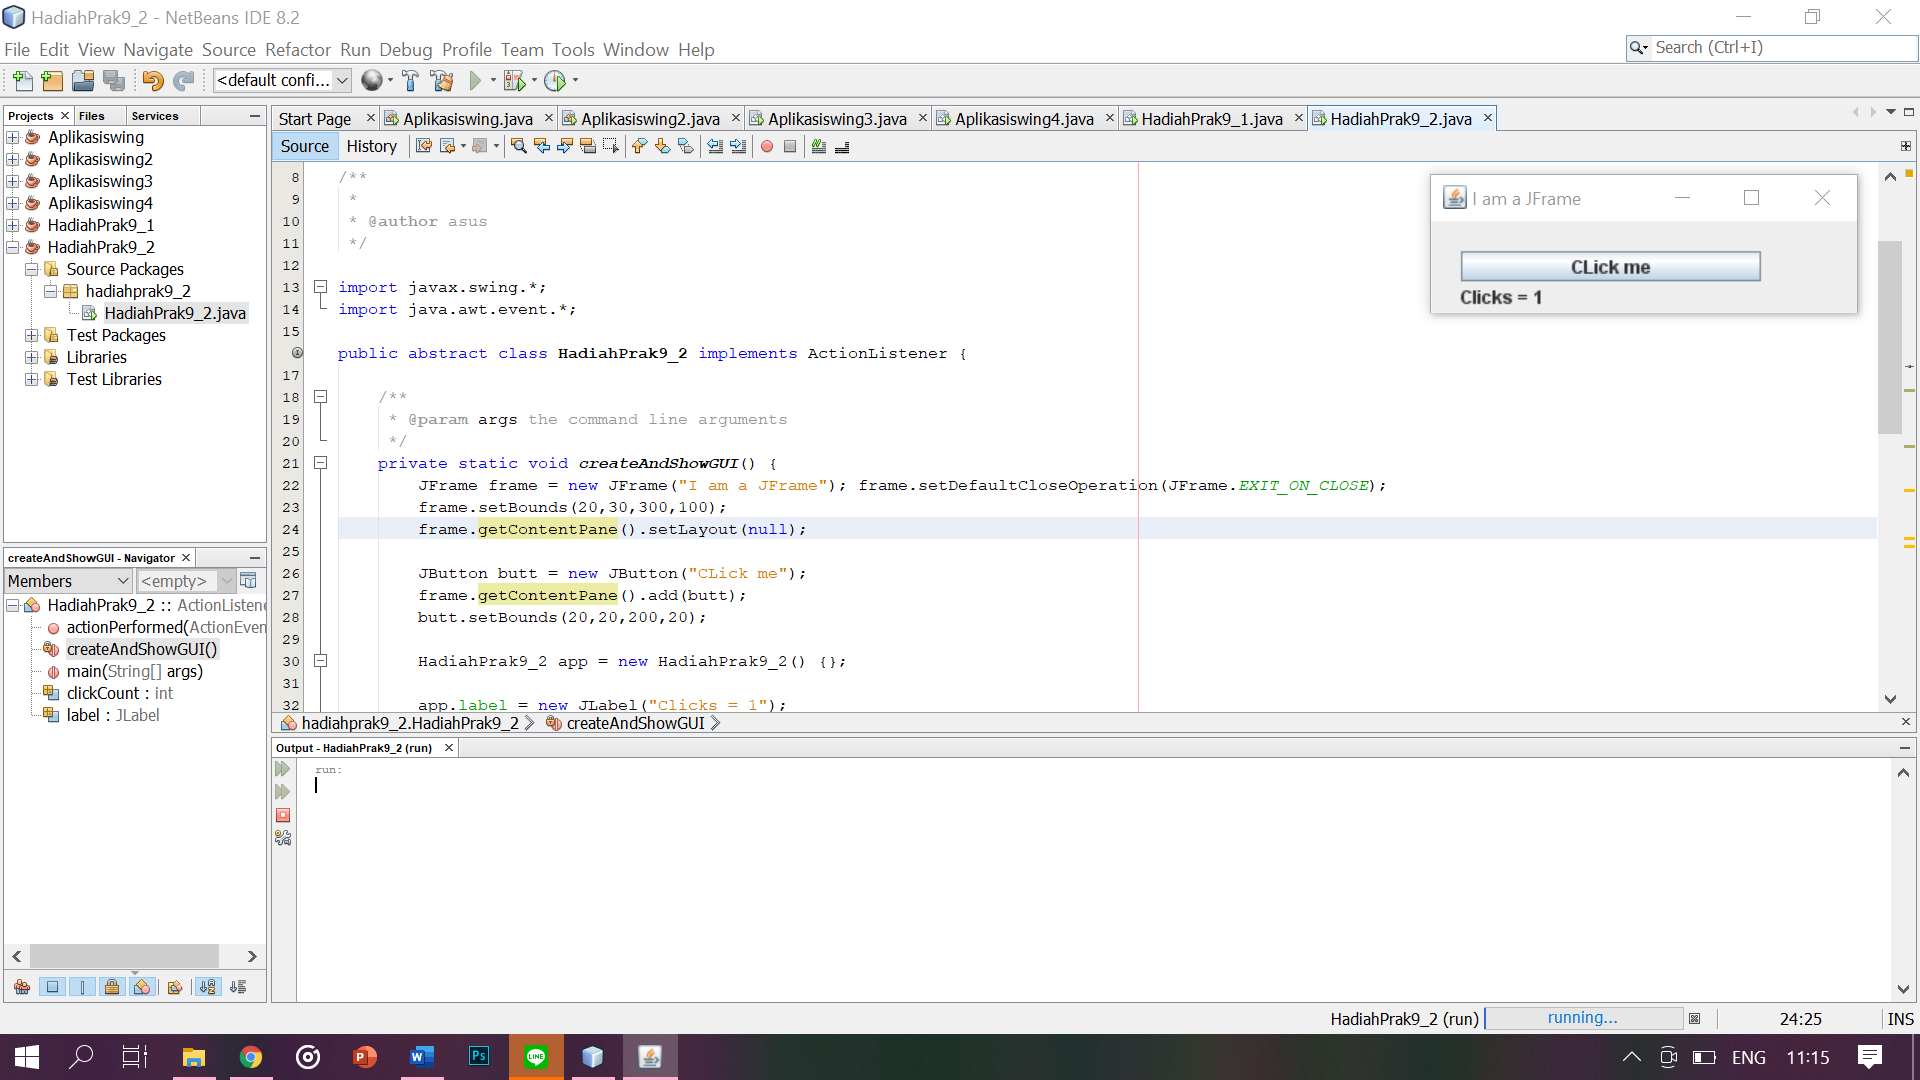 HadiahPrak9_2 - NetBeans IDE 8.2
File Edit View Navigate Source Refactor Run Debug Profile Team Tools Window Help
Search (Ctrl+I)
<default confi...
Projects Files Services
Aplikasiswing
Aplikasiswing2
Aplikasiswing3
Aplikasiswing4
HadiahPrak9_1
HadiahPrak9_2
Source Packages
hadiahprak9_2
HadiahPrak9_2.java
Test Packages
Libraries
Test Libraries
createAndShowGUI - Navigator
Members <empty>
HadiahPrak9_2 :: ActionListene
actionPerformed(ActionEven
createAndShowGUI()
main(String[] args)
clickCount : int
label : JLabel
Start Page Aplikasiswing.java Aplikasiswing2.java Aplikasiswing3.java Aplikasiswing4.java HadiahPrak9_1.java HadiahPrak9_2.java
Source History
8 /**
9 *
10 * @author asus
11 */
12
13 import javax.swing.*;
14 import java.awt.event.*;
15
public abstract class HadiahPrak9_2 implements ActionListener {
17
18 /**
19 * @param args the command line arguments
20 */
21 private static void createAndShowGUI() {
22 JFrame frame = new JFrame("I am a JFrame"); frame.setDefaultCloseOperation(JFrame.EXIT_ON_CLOSE);
23 frame.setBounds(20,30,300,100);
24 frame.getContentPane().setLayout(null);
25
26 JButton butt = new JButton("CLick me");
27 frame.getContentPane().add(butt);
28 butt.setBounds(20,20,200,20);
29
30 HadiahPrak9_2 app = new HadiahPrak9_2() {};
31
32 app.label = new JLabel("Clicks = 1");
I am a JFrame
CLick me
Clicks = 1
hadiahprak9_2.HadiahPrak9_2 createAndShowGUI
Output - HadiahPrak9_2 (run)
run:
HadiahPrak9_2 (run) running... 24:25 INS
ENG 11:15